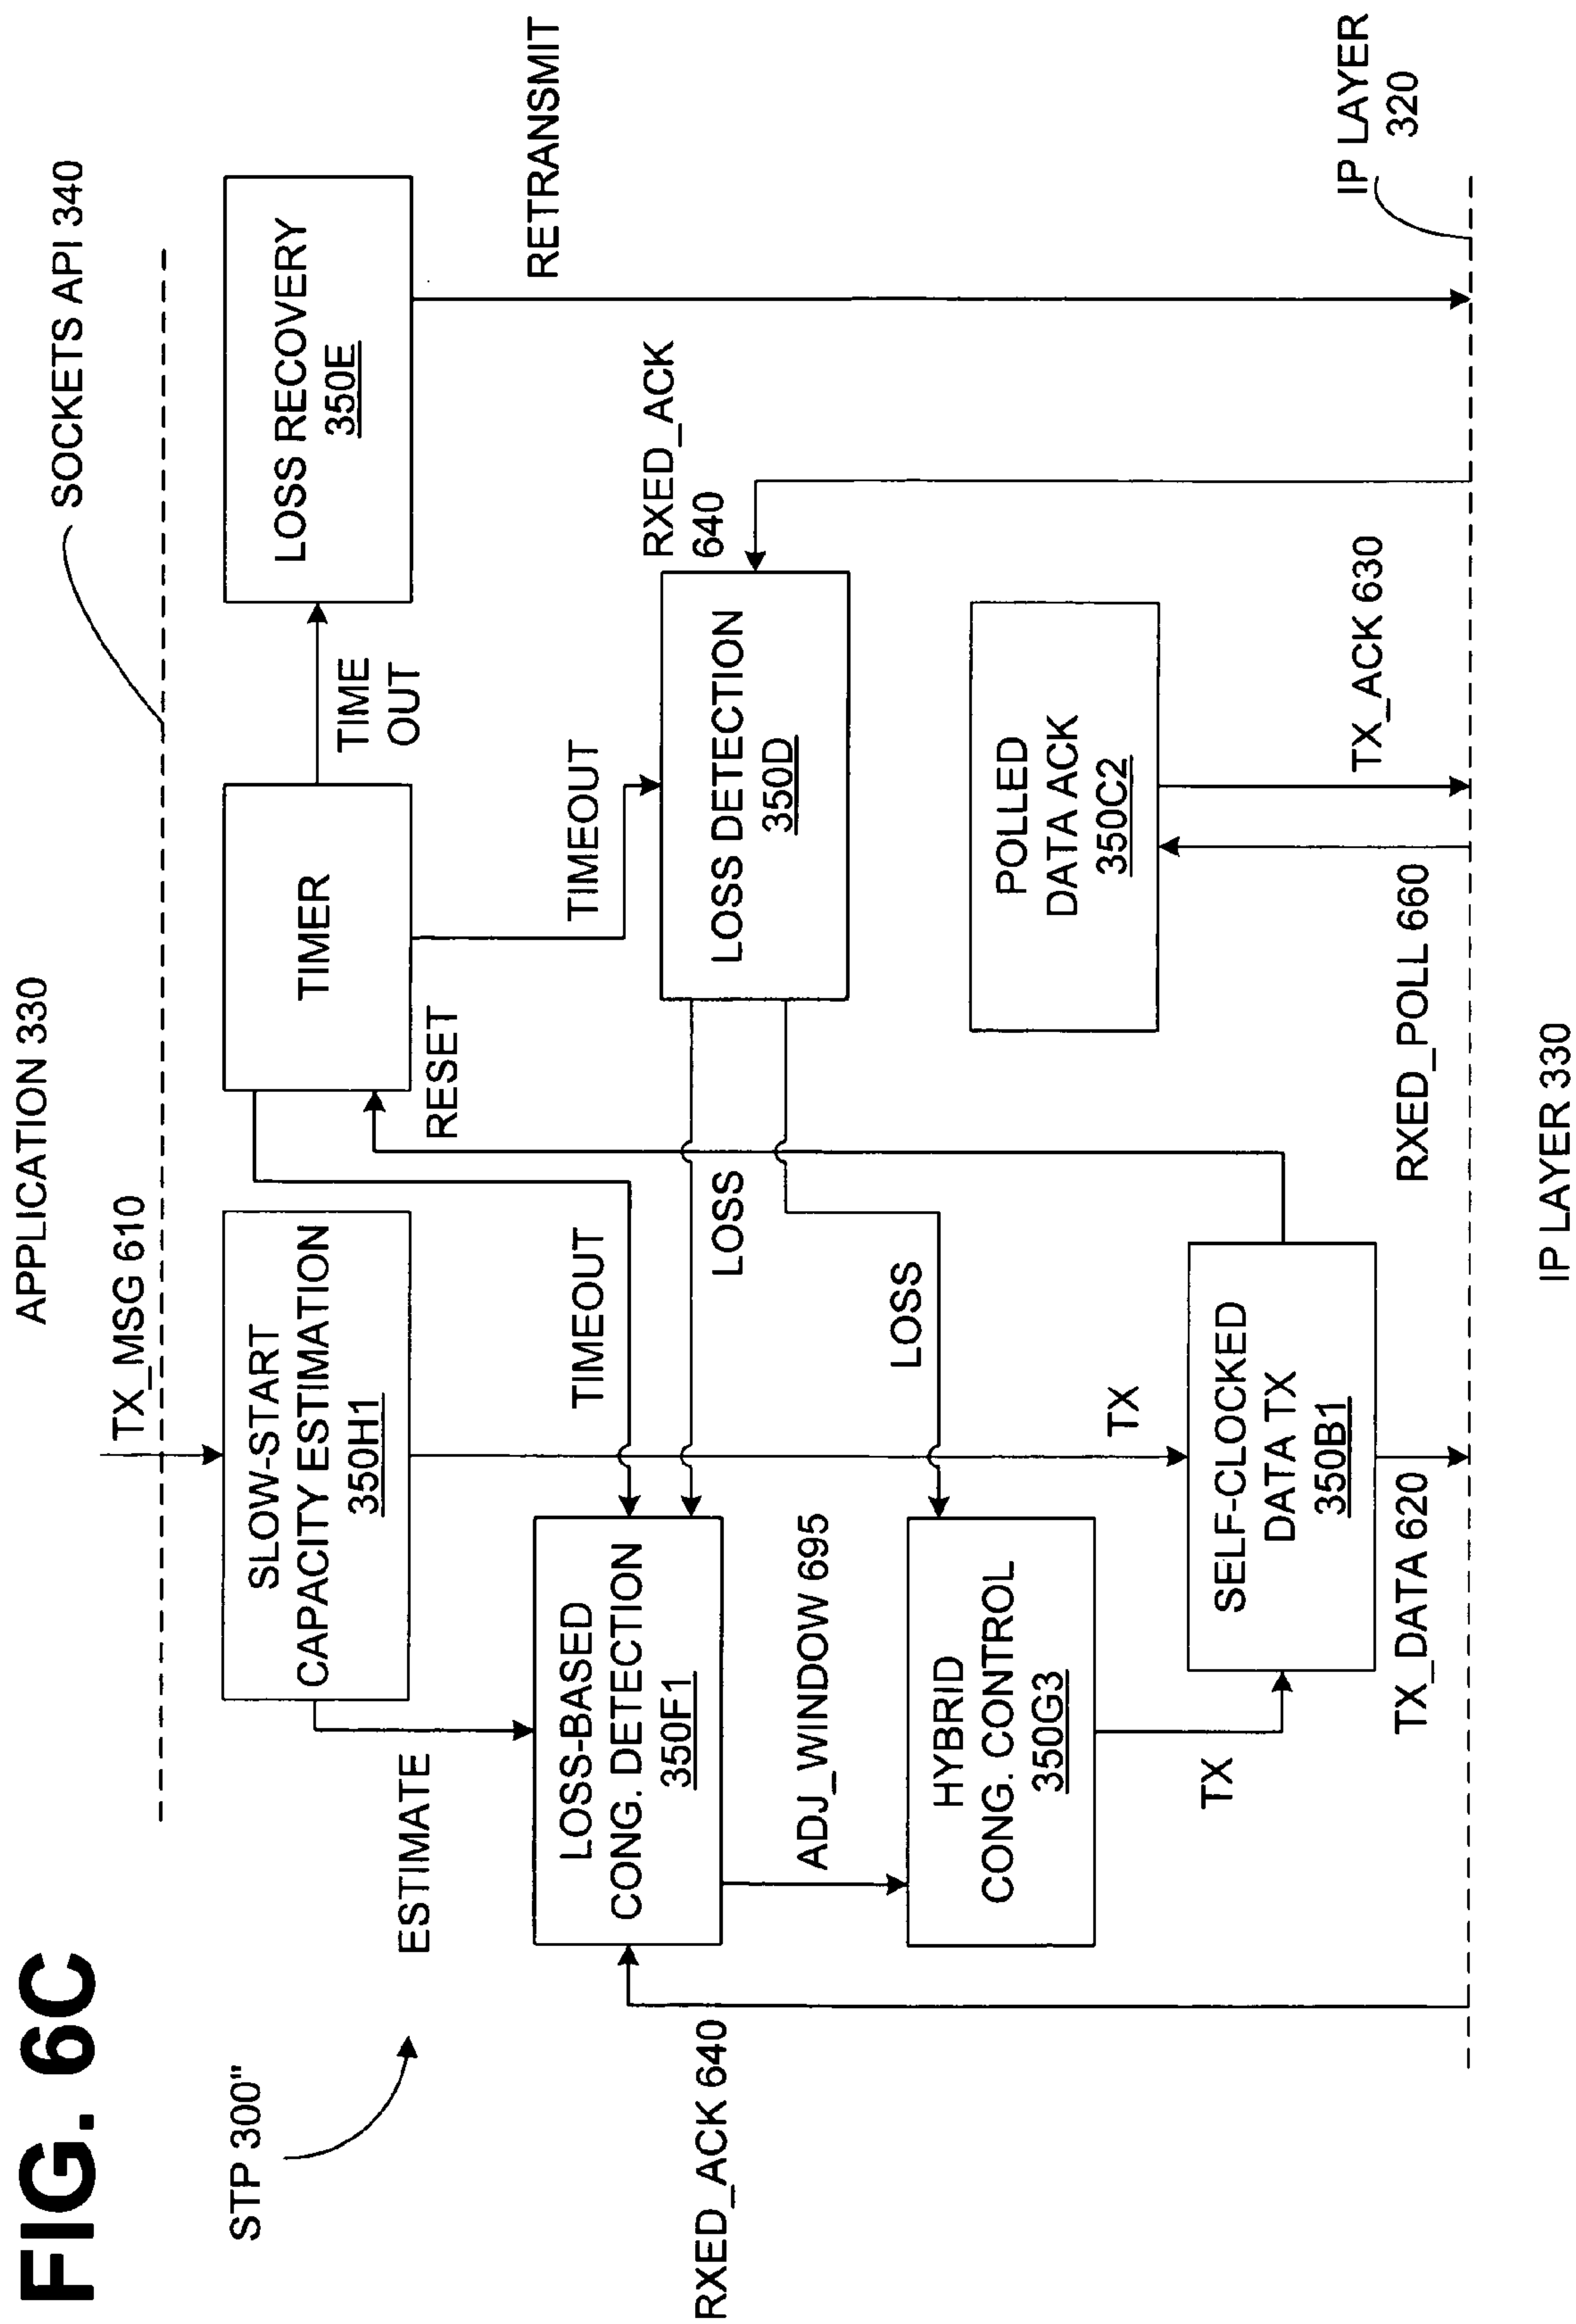 FIG. 6C
APPLICATION 330
SOCKETS API 340
TX_MSG 610
STP 300"
SLOW-START
CAPACITY ESTIMATION
350H1
TIMER
LOSS RECOVERY
350E
TIME
OUT
RESET
ESTIMATE
RETRANSMIT
TIMEOUT
TIMEOUT
LOSS-BASED
CONG. DETECTION
350F1
LOSS
LOSS DETECTION
350D
RXED_ACK
640
RXED_ACK 640
ADJ_WINDOW 695
LOSS
HYBRID
CONG. CONTROL
350G3
POLLED
DATA ACK
350C2
TX
TX
SELF-CLOCKED
DATA TX
350B1
TX_DATA 620
RXED_POLL 660
TX_ACK 630
IP LAYER
320
IP LAYER 330